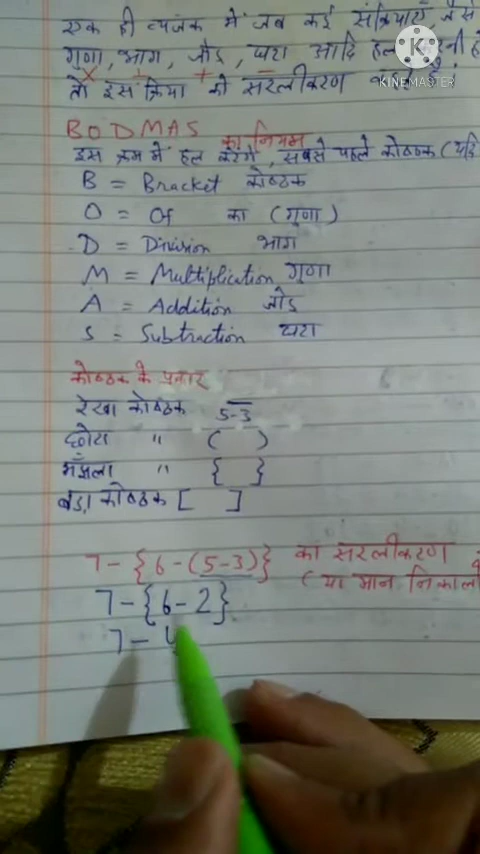 एक ही व्यंजक में जब कई संक्रियाएँ, जैसे
गुणा, भाग, जोड़, घटा आदि हल करनी हो
× ÷ + −
तो इस क्रिया को सरलीकरण
KINEMASTER
BODMAS का नियम
इस क्रम में हल करेंगे, सबसे पहले कोष्ठक (यदि
B = Bracket कोष्ठक
O = Of का (गुणा)
D = Division भाग
M = Multiplication गुणा
A = Addition जोड़
S = Subtraction घटा
कोष्ठक के प्रकार
रेखा कोष्ठक 5-3
छोटा " ( )
मँझला " { }
बड़ा कोष्ठक [ ]
7 - {6 - (5-3)} का सरलीकरण
(या मान निकालो
7 - {6 - 2}
7 - 4